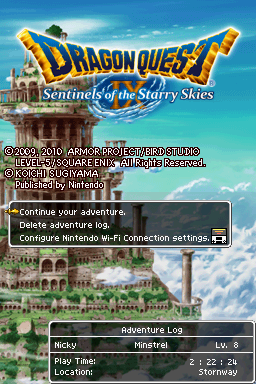 DRAGON QUEST
IX
Sentinels of the Starry Skies
©2009, 2010 ARMOR PROJECT/BIRD STUDIO
LEVEL-5/SQUARE ENIX All Rights Reserved.
© KOICHI SUGIYAMA
Published by Nintendo
Continue your adventure.
Delete adventure log.
Configure Nintendo Wi-Fi Connection settings.
Adventure Log
Nicky Minstrel Lv. 8
Play Time: 2 : 22 : 24
Location: Stornway